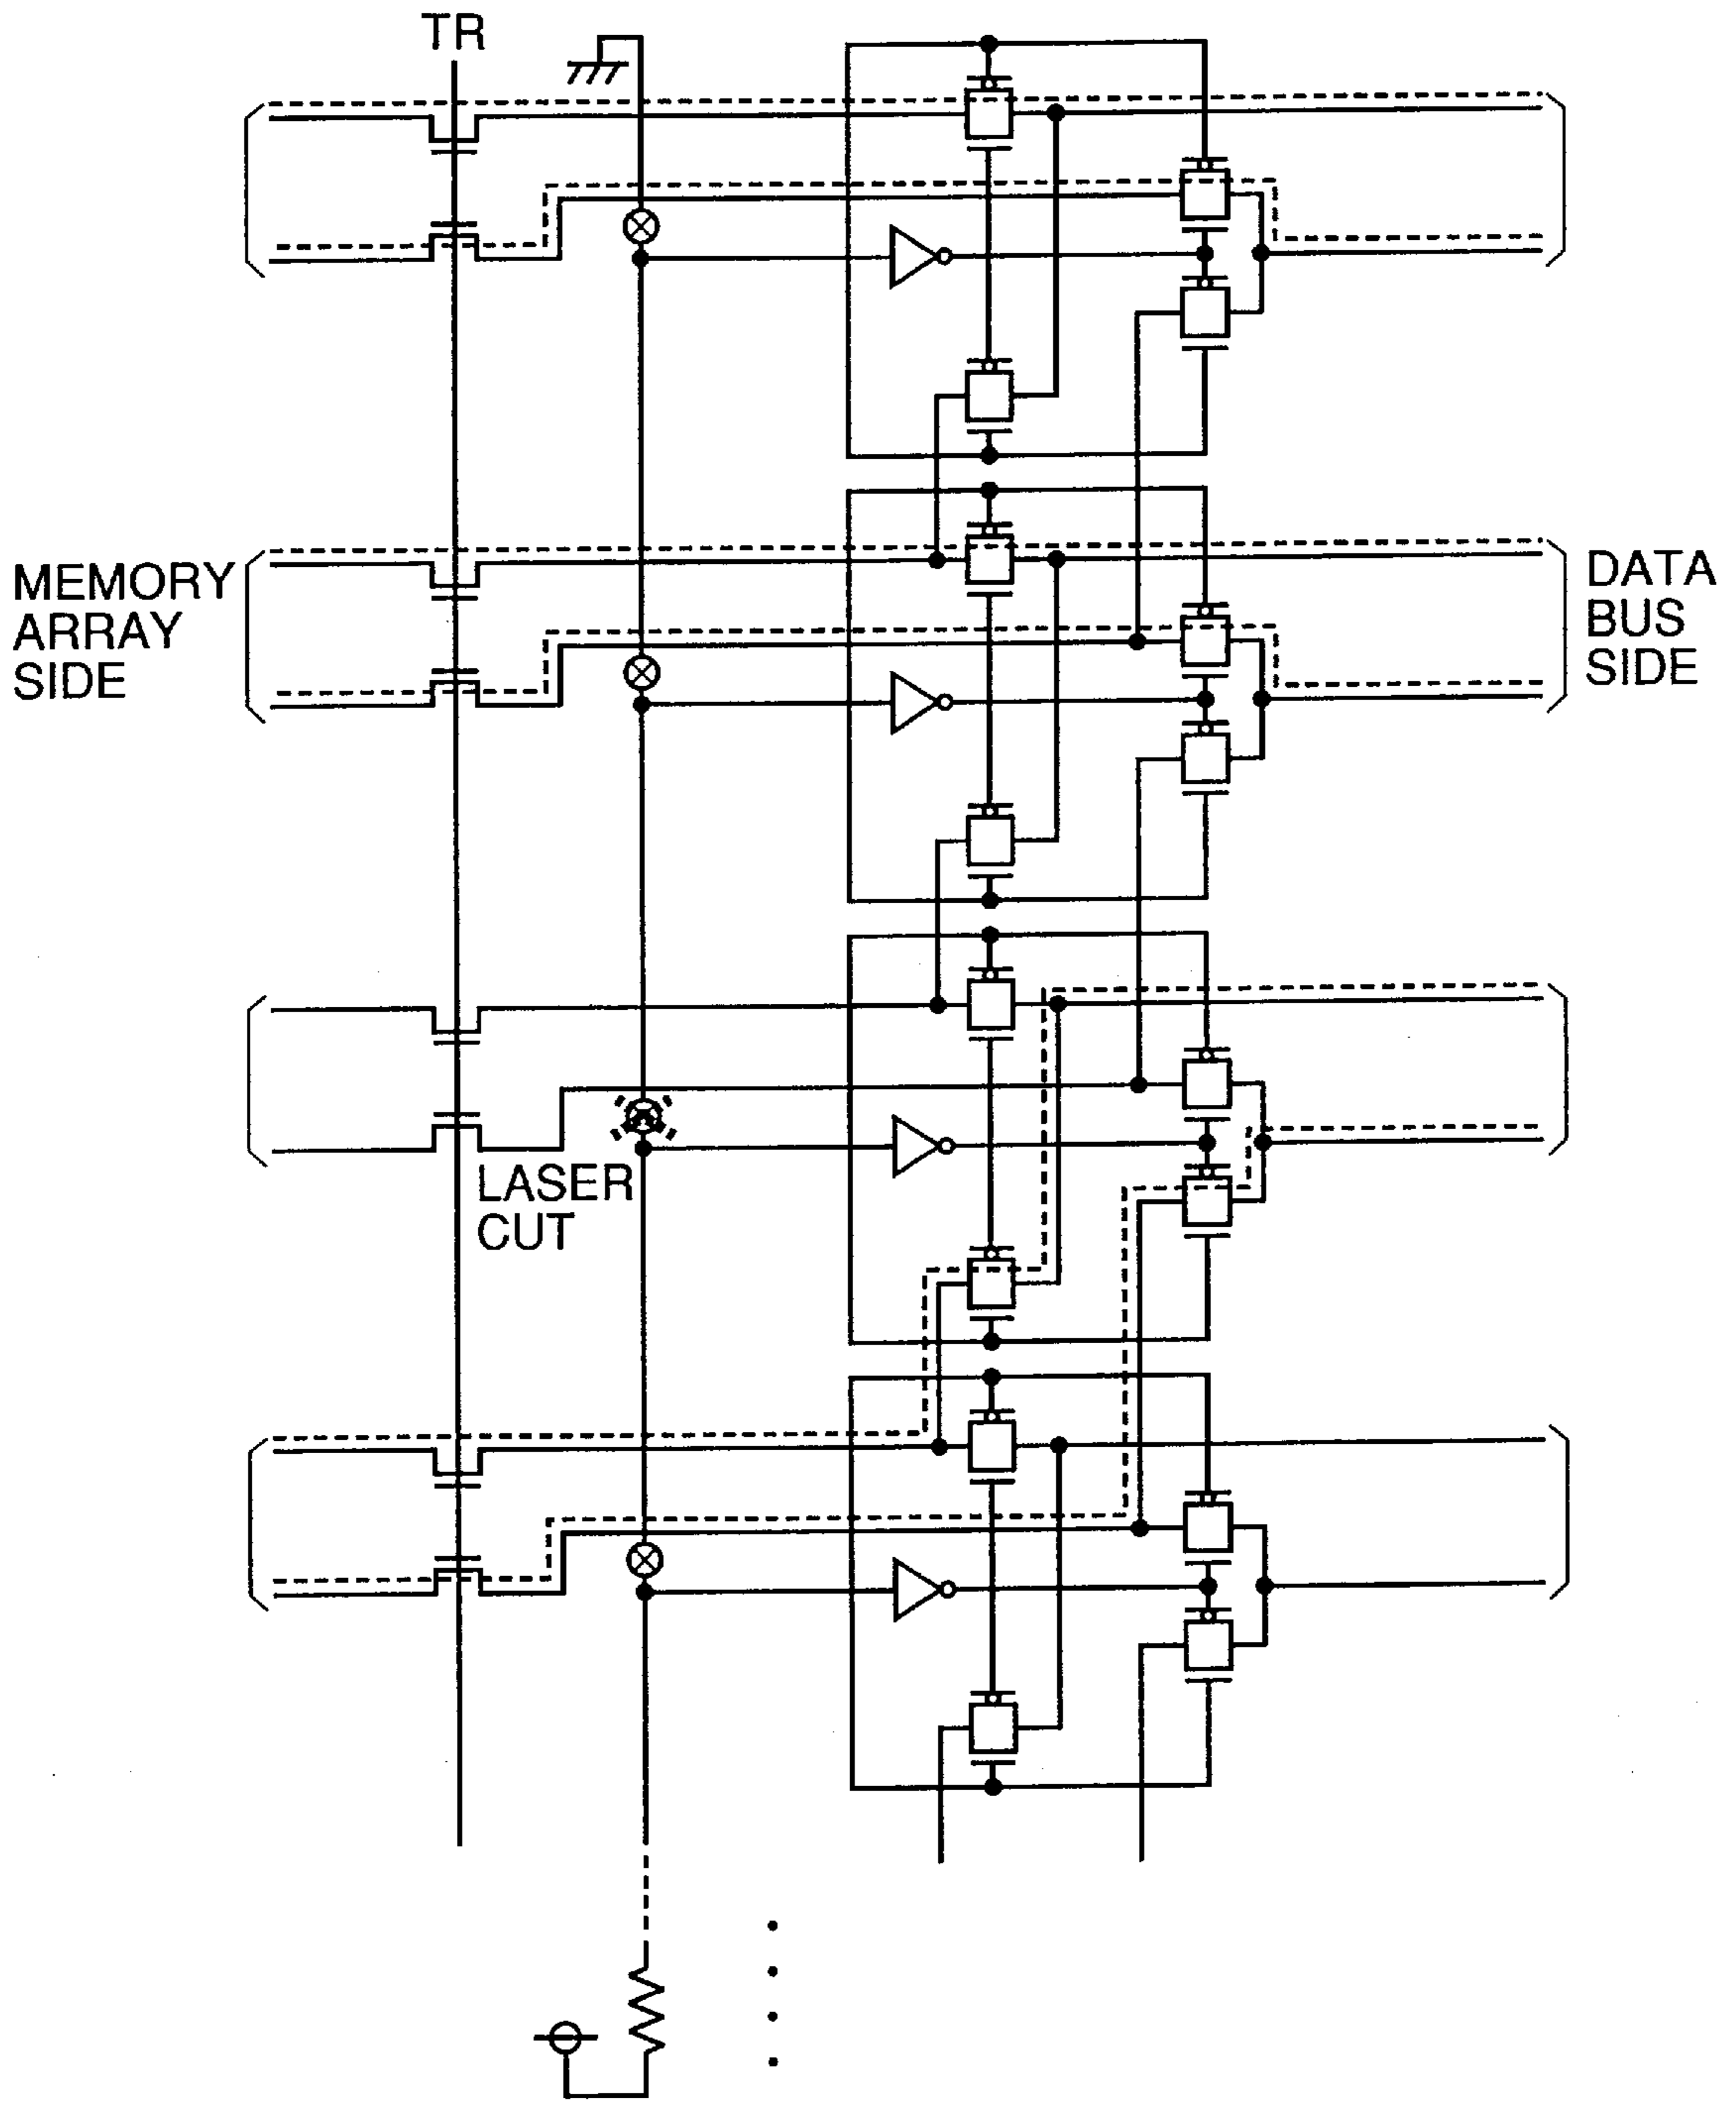 TR
MEMORY
ARRAY
SIDE
DATA
BUS
SIDE
LASER
CUT